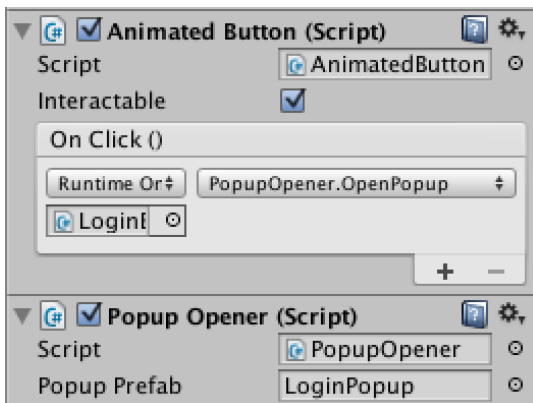 Animated Button (Script)
Script AnimatedButton
Interactable
On Click ()
Runtime Or PopupOpener.OpenPopup
LoginE
+ −
Popup Opener (Script)
Script PopupOpener
Popup Prefab LoginPopup